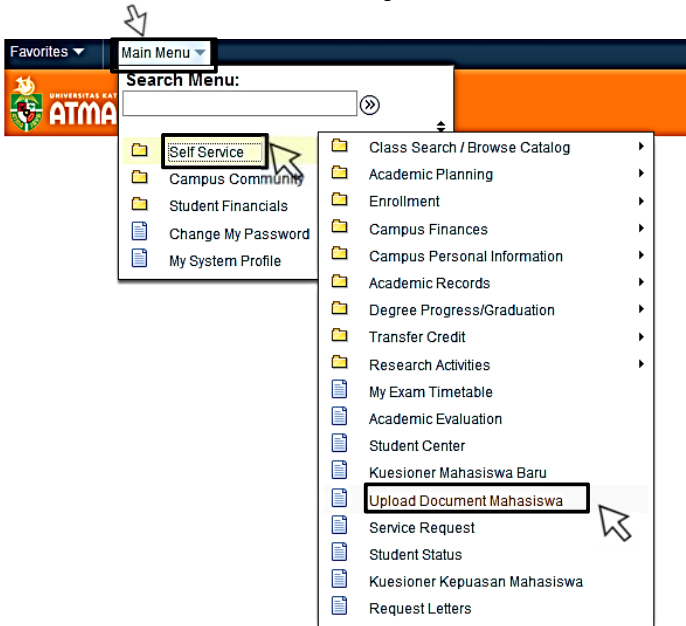 Favorites
Main Menu
Search Menu:
UNIVERSITAS KAT
ATMA
Self Service
Campus Community
Student Financials
Change My Password
My System Profile
Class Search / Browse Catalog
Academic Planning
Enrollment
Campus Finances
Campus Personal Information
Academic Records
Degree Progress/Graduation
Transfer Credit
Research Activities
My Exam Timetable
Academic Evaluation
Student Center
Kuesioner Mahasiswa Baru
Upload Document Mahasiswa
Service Request
Student Status
Kuesioner Kepuasan Mahasiswa
Request Letters